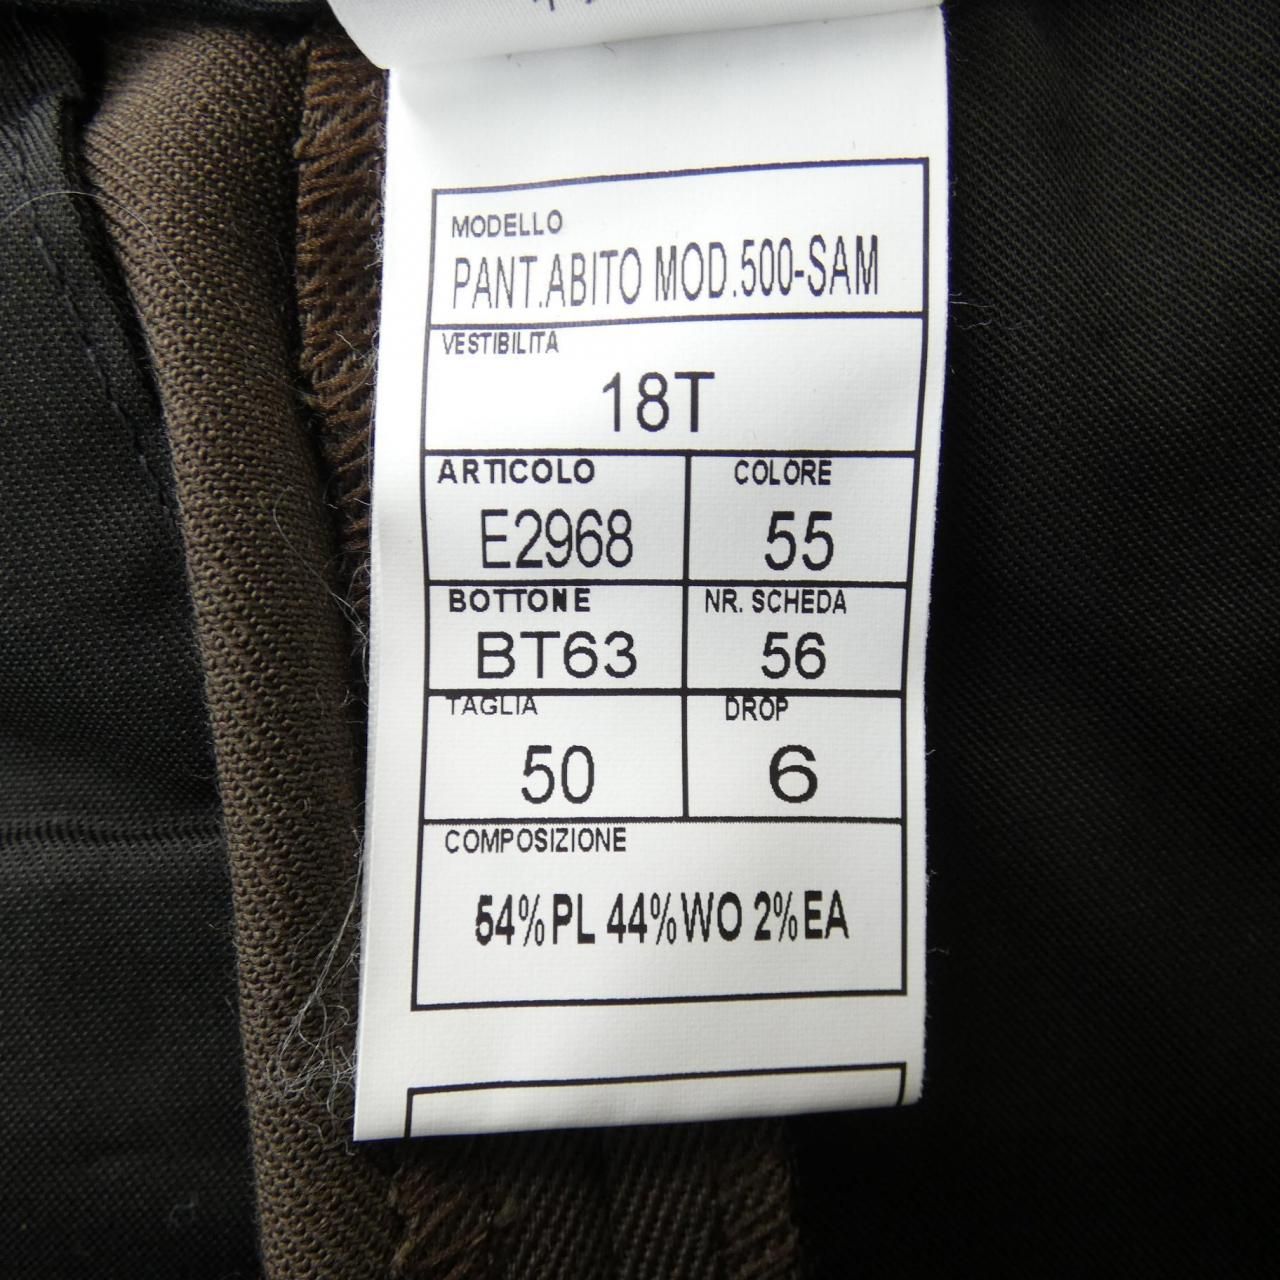 MODELLO
PANT.ABITO MOD.500-SAM
VESTIBILITA
18T
ARTICOLO COLORE
E2968 55
BOTTONE NR. SCHEDA
BT63 56
TAGLIA DROP
50 6
COMPOSIZIONE
54% PL 44% WO 2% EA